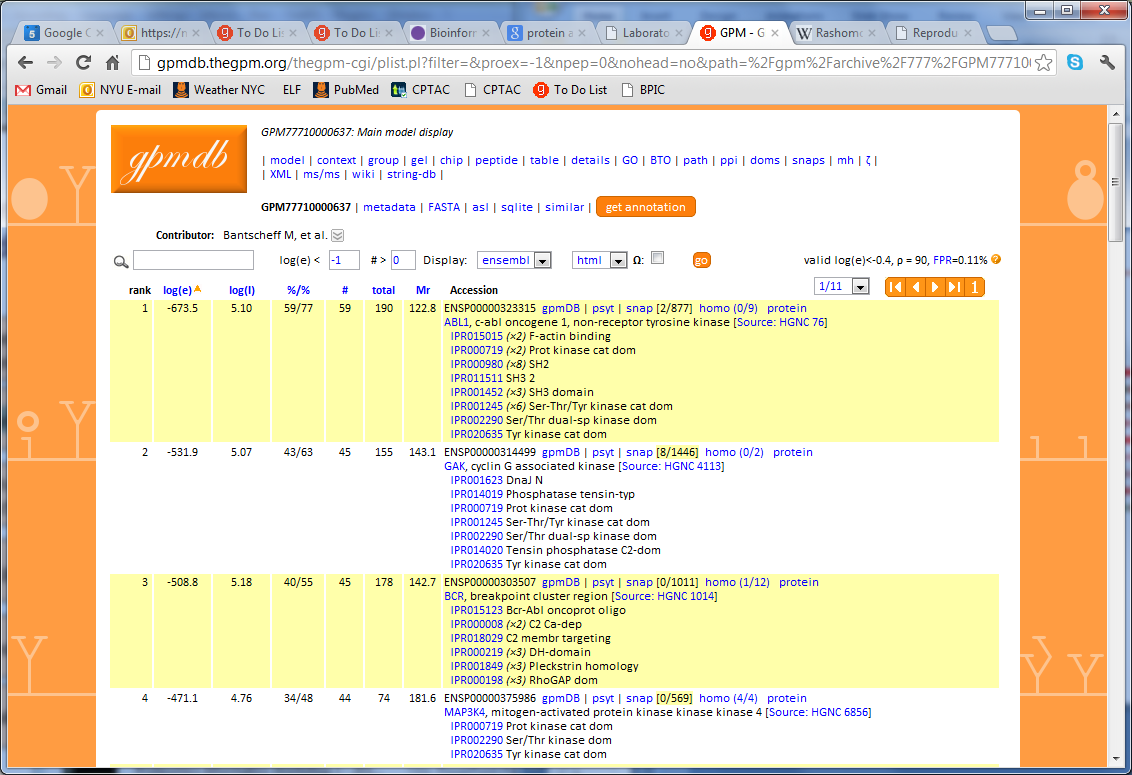 Google C
https://n
To Do Li
To Do Li
Bioinfor
protein a
Laborato
GPM - G
Rashomo
Reprodu
gpmdb.thegpm.org/thegpm-cgi/plist.pl?filter=&proex=-1&npep=0&nohead=no&path=%2Fgpm%2Farchive%2F777%2FGPM77710
Gmail NYU E-mail Weather NYC ELF PubMed CPTAC CPTAC To Do List BPIC
gpmdb
GPM77710000637: Main model display
| model | context | group | gel | chip | peptide | table | details | GO | BTO | path | ppi | doms | snaps | mh | ζ |
| XML | ms/ms | wiki | string-db |
GPM77710000637 | metadata | FASTA | asl | sqlite | similar | get annotation
Contributor: Bantscheff M, et al.
log(e) < -1 # > 0 Display: ensembl html Ω: go valid log(e)<-0.4, ρ = 90, FPR=0.11% ?
1/11 1
rank log(e) log(I) %/% # total Mr Accession
1 -673.5 5.10 59/77 59 190 122.8 ENSP00000323315 gpmDB | psyt | snap [2/877] homo (0/9) protein
ABL1, c-abl oncogene 1, non-receptor tyrosine kinase [Source: HGNC 76]
IPR015015 (×2) F-actin binding
IPR000719 (×2) Prot kinase cat dom
IPR000980 (×8) SH2
IPR011511 SH3 2
IPR001452 (×3) SH3 domain
IPR001245 (×6) Ser-Thr/Tyr kinase cat dom
IPR002290 Ser/Thr dual-sp kinase dom
IPR020635 Tyr kinase cat dom
2 -531.9 5.07 43/63 45 155 143.1 ENSP00000314499 gpmDB | psyt | snap [8/1446] homo (0/2) protein
GAK, cyclin G associated kinase [Source: HGNC 4113]
IPR001623 DnaJ N
IPR014019 Phosphatase tensin-typ
IPR000719 Prot kinase cat dom
IPR001245 Ser-Thr/Tyr kinase cat dom
IPR002290 Ser/Thr dual-sp kinase dom
IPR014020 Tensin phosphatase C2-dom
IPR020635 Tyr kinase cat dom
3 -508.8 5.18 40/55 45 178 142.7 ENSP00000303507 gpmDB | psyt | snap [0/1011] homo (1/12) protein
BCR, breakpoint cluster region [Source: HGNC 1014]
IPR015123 Bcr-Abl oncoprot oligo
IPR000008 (×2) C2 Ca-dep
IPR018029 C2 membr targeting
IPR000219 (×3) DH-domain
IPR001849 (×3) Pleckstrin homology
IPR000198 (×3) RhoGAP dom
4 -471.1 4.76 34/48 44 74 181.6 ENSP00000375986 gpmDB | psyt | snap [0/569] homo (4/4) protein
MAP3K4, mitogen-activated protein kinase kinase kinase 4 [Source: HGNC 6856]
IPR000719 Prot kinase cat dom
IPR002290 Ser/Thr kinase dom
IPR020635 Tyr kinase cat dom